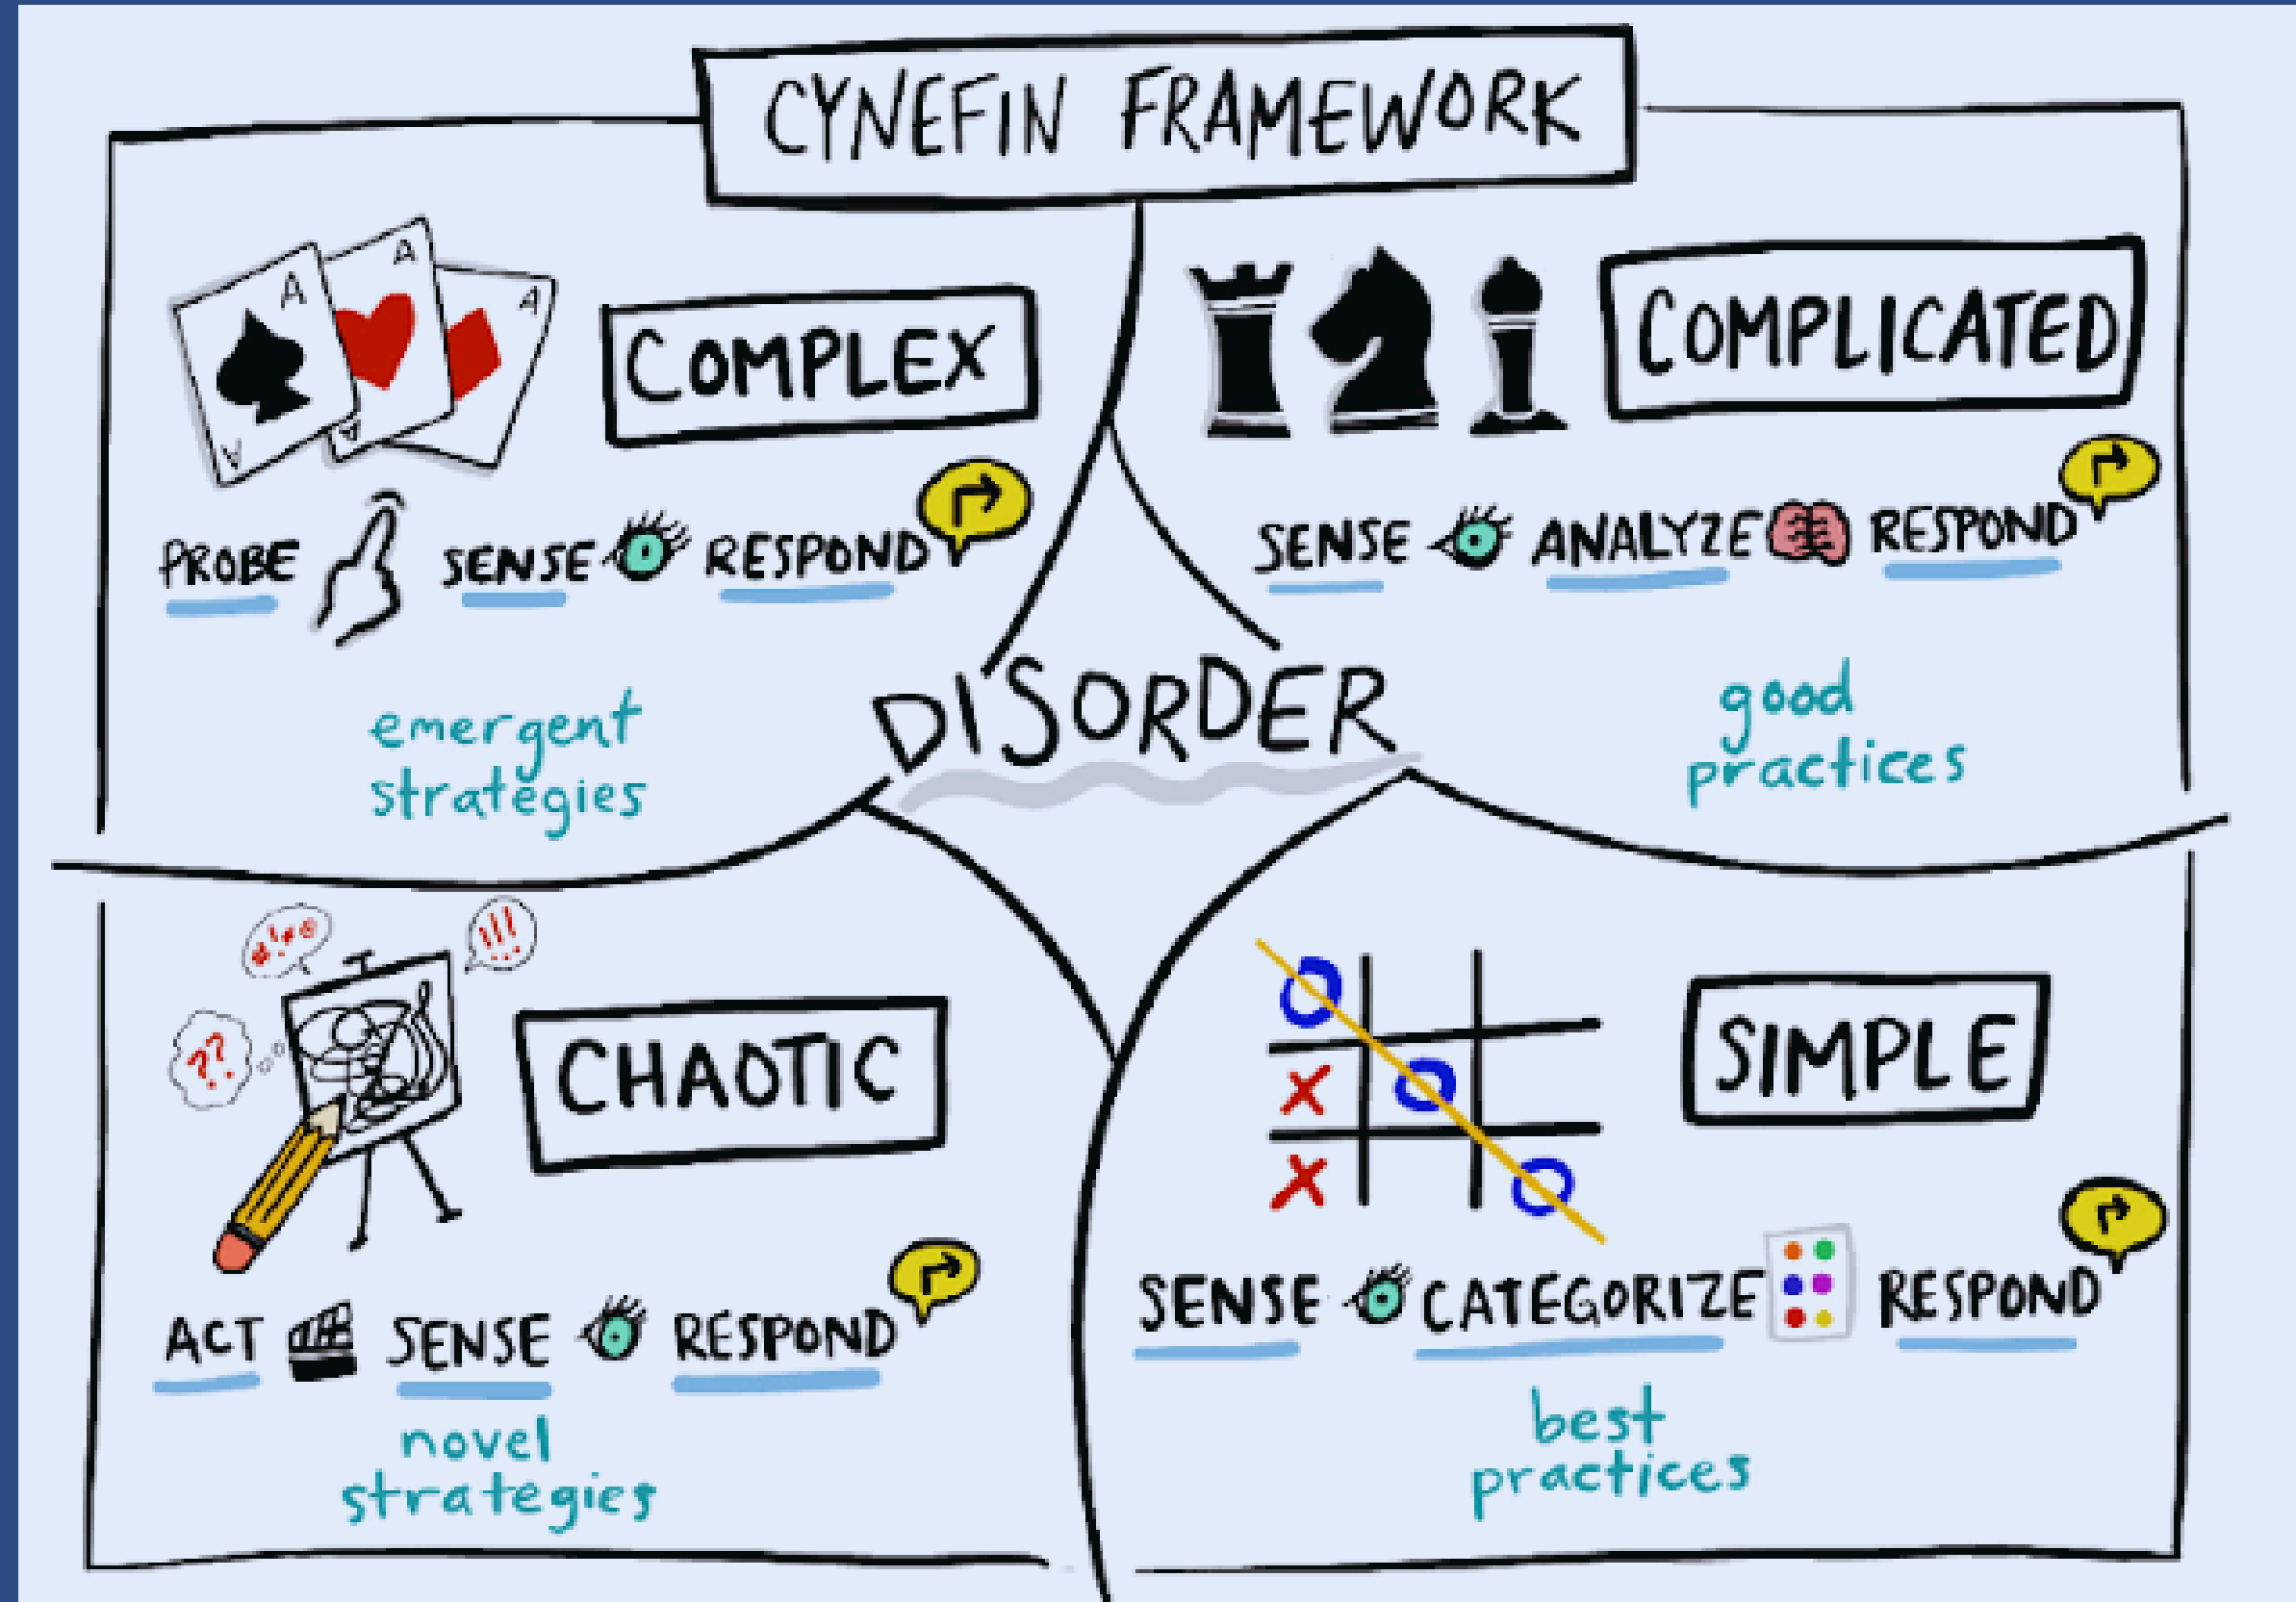 CYNEFIN FRAMEWORK
A
A
A
A
A
COMPLEX
PROBE SENSE RESPOND
emergent
strategies
COMPLICATED
SENSE ANALYZE RESPOND
good
practices
DISORDER
#!*@
!!!
??
CHAOTIC
ACT SENSE RESPOND
novel
strategies
O
X O
X O
SIMPLE
SENSE CATEGORIZE RESPOND
best
practices